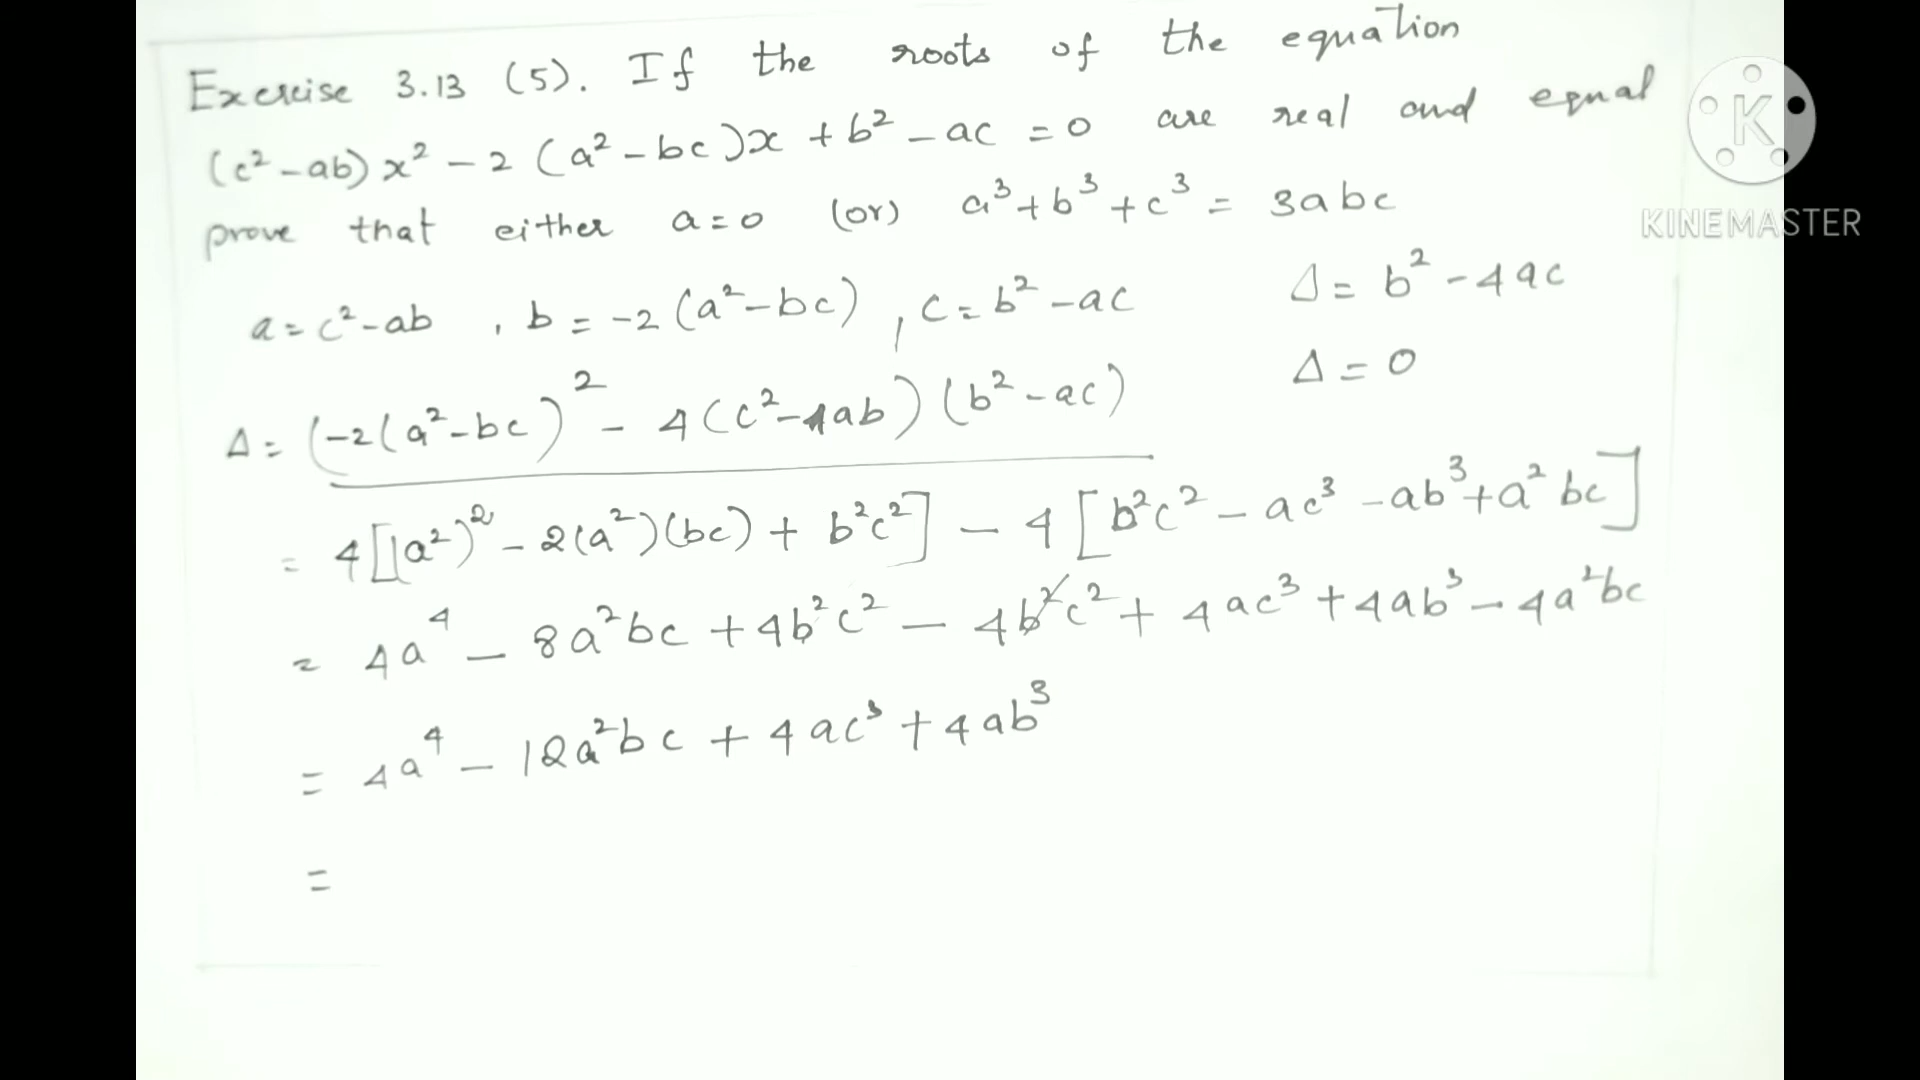 Exercise 3.13 (5). If the roots of the equation
(c²-ab)x² - 2(a²-bc)x + b² - ac = 0 are real and equal
prove that either a=0 (or) a³+b³+c³ = 3abc
a = c²-ab , b = -2(a²-bc) , c = b²-ac Δ = b²-4ac
Δ = 0
Δ = (-2(a²-bc)² - 4(c²-ab)(b²-ac)
= 4[(a²)² - 2(a²)(bc) + b²c²] - 4[b²c² - ac³ - ab³ + a²bc]
= 4a⁴ - 8a²bc + 4b²c² - 4b²c² + 4ac³ + 4ab³ - 4a²bc
= 4a⁴ - 12a²bc + 4ac³ + 4ab³
=
K
KINEMASTER